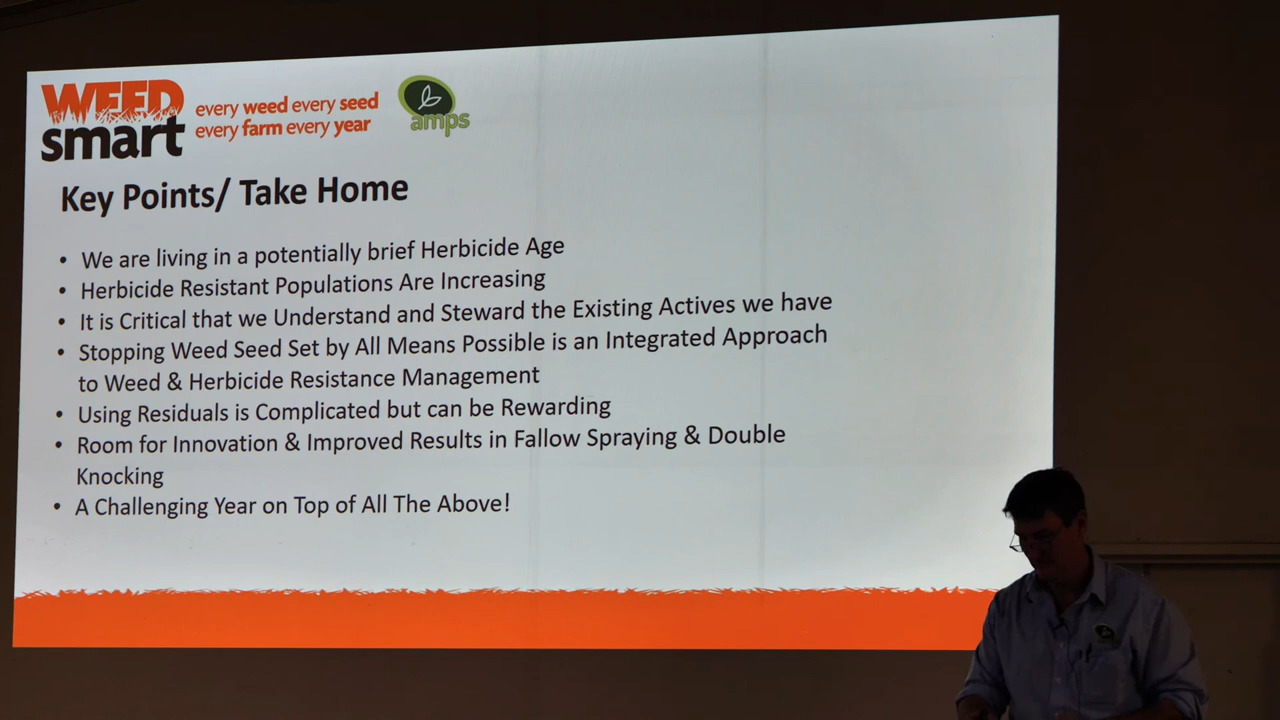 WEED
smart
every weed every seed
every farm every year
amps
Key Points/ Take Home
• We are living in a potentially brief Herbicide Age
• Herbicide Resistant Populations Are Increasing
• It is Critical that we Understand and Steward the Existing Actives we have
• Stopping Weed Seed Set by All Means Possible is an Integrated Approach
to Weed & Herbicide Resistance Management
• Using Residuals is Complicated but can be Rewarding
• Room for Innovation & Improved Results in Fallow Spraying & Double
Knocking
• A Challenging Year on Top of All The Above!